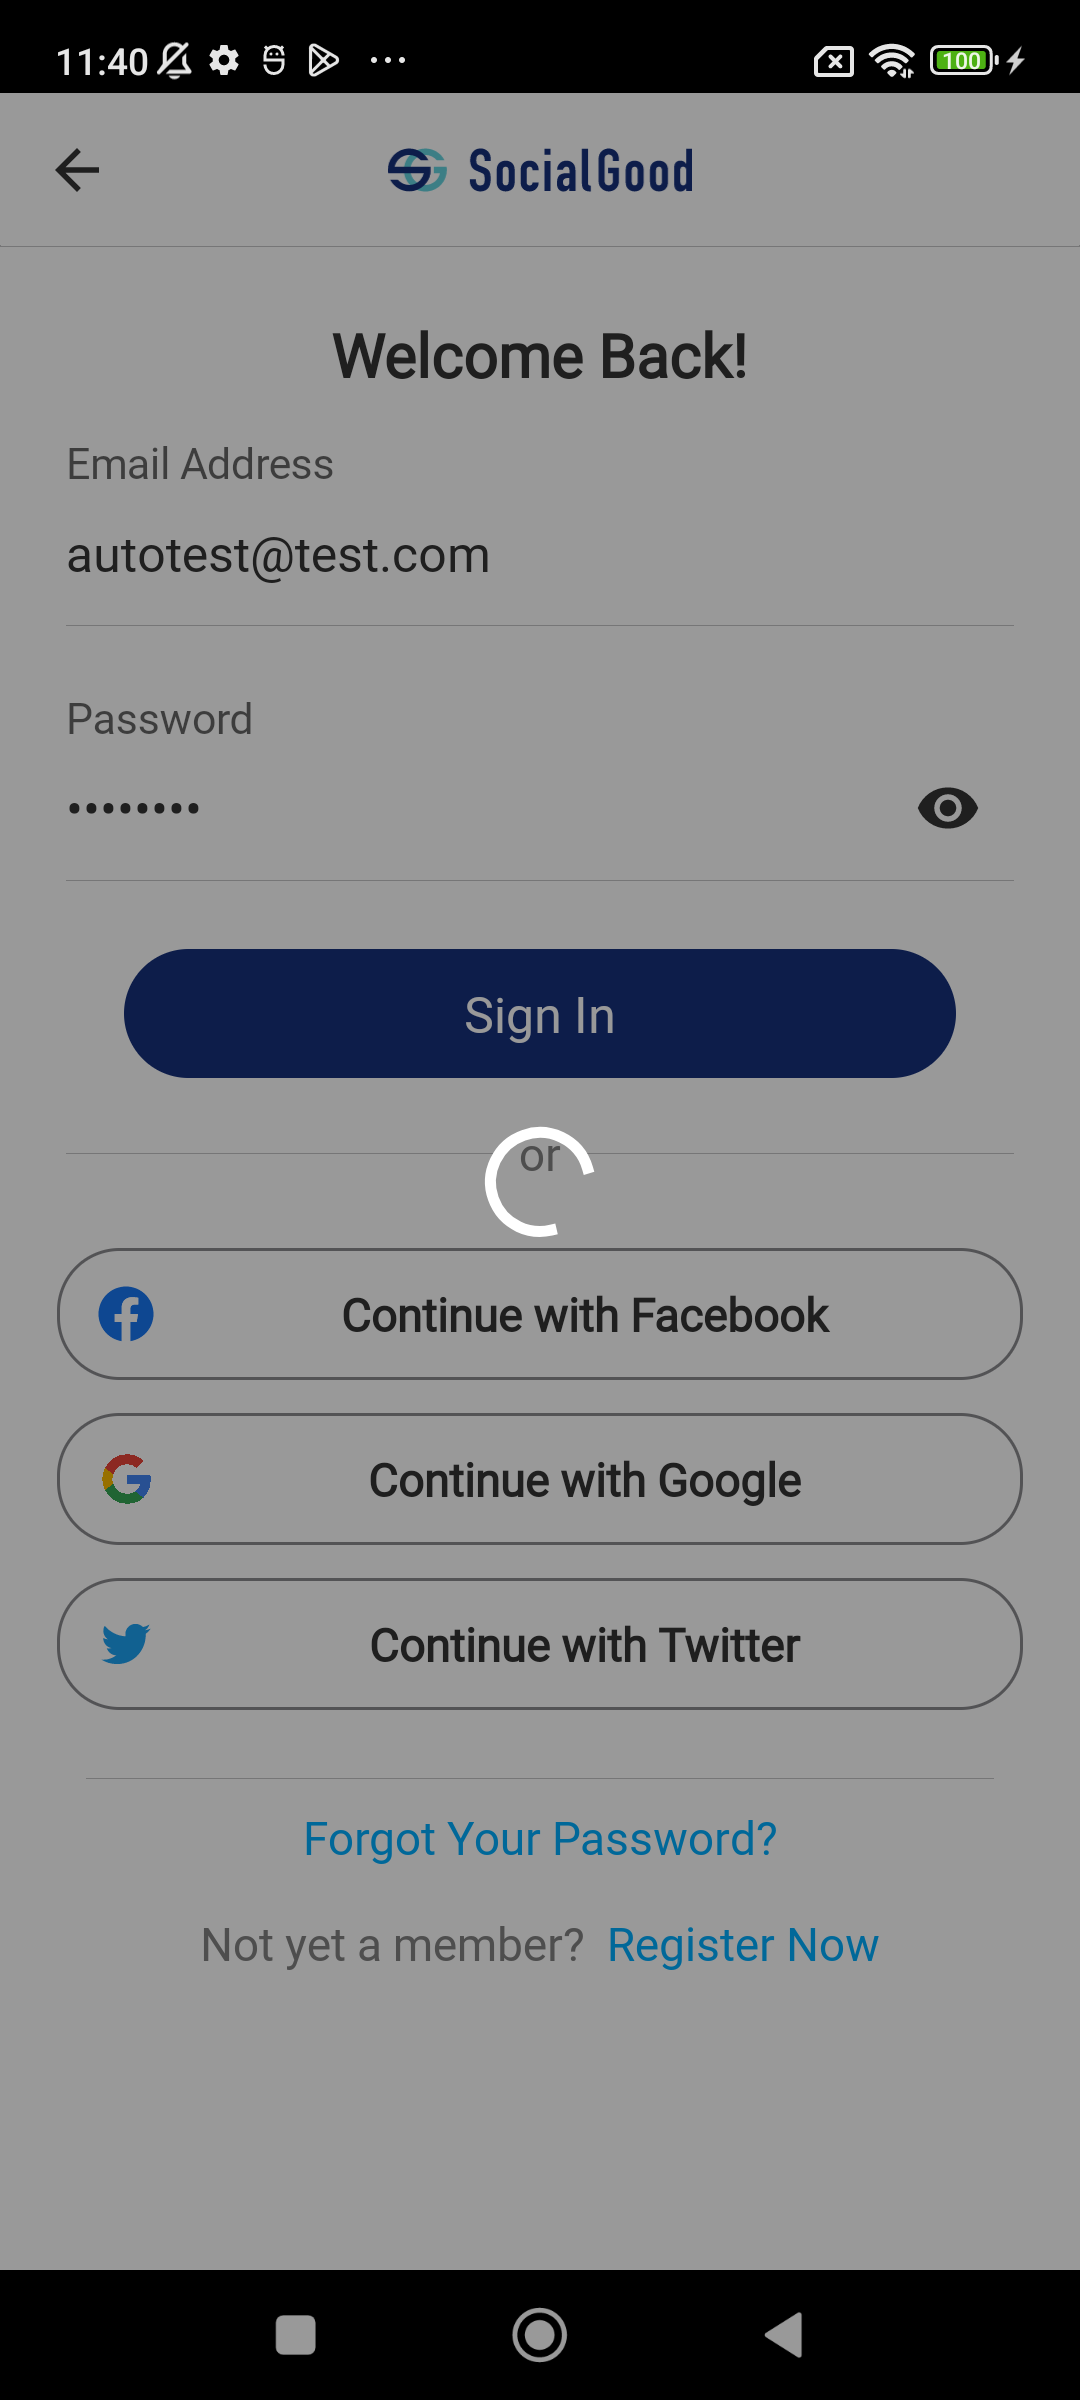 11:40
100
SocialGood
Welcome Back!
Email Address
autotest@test.com
Password
••••••••
Sign In
or
Continue with Facebook
Continue with Google
Continue with Twitter
Forgot Your Password?
Not yet a member? Register Now